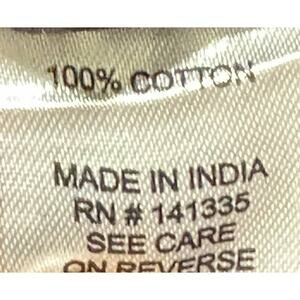 100% COTTON
MADE IN INDIA
RN # 141335
SEE CARE
ON REVERSE